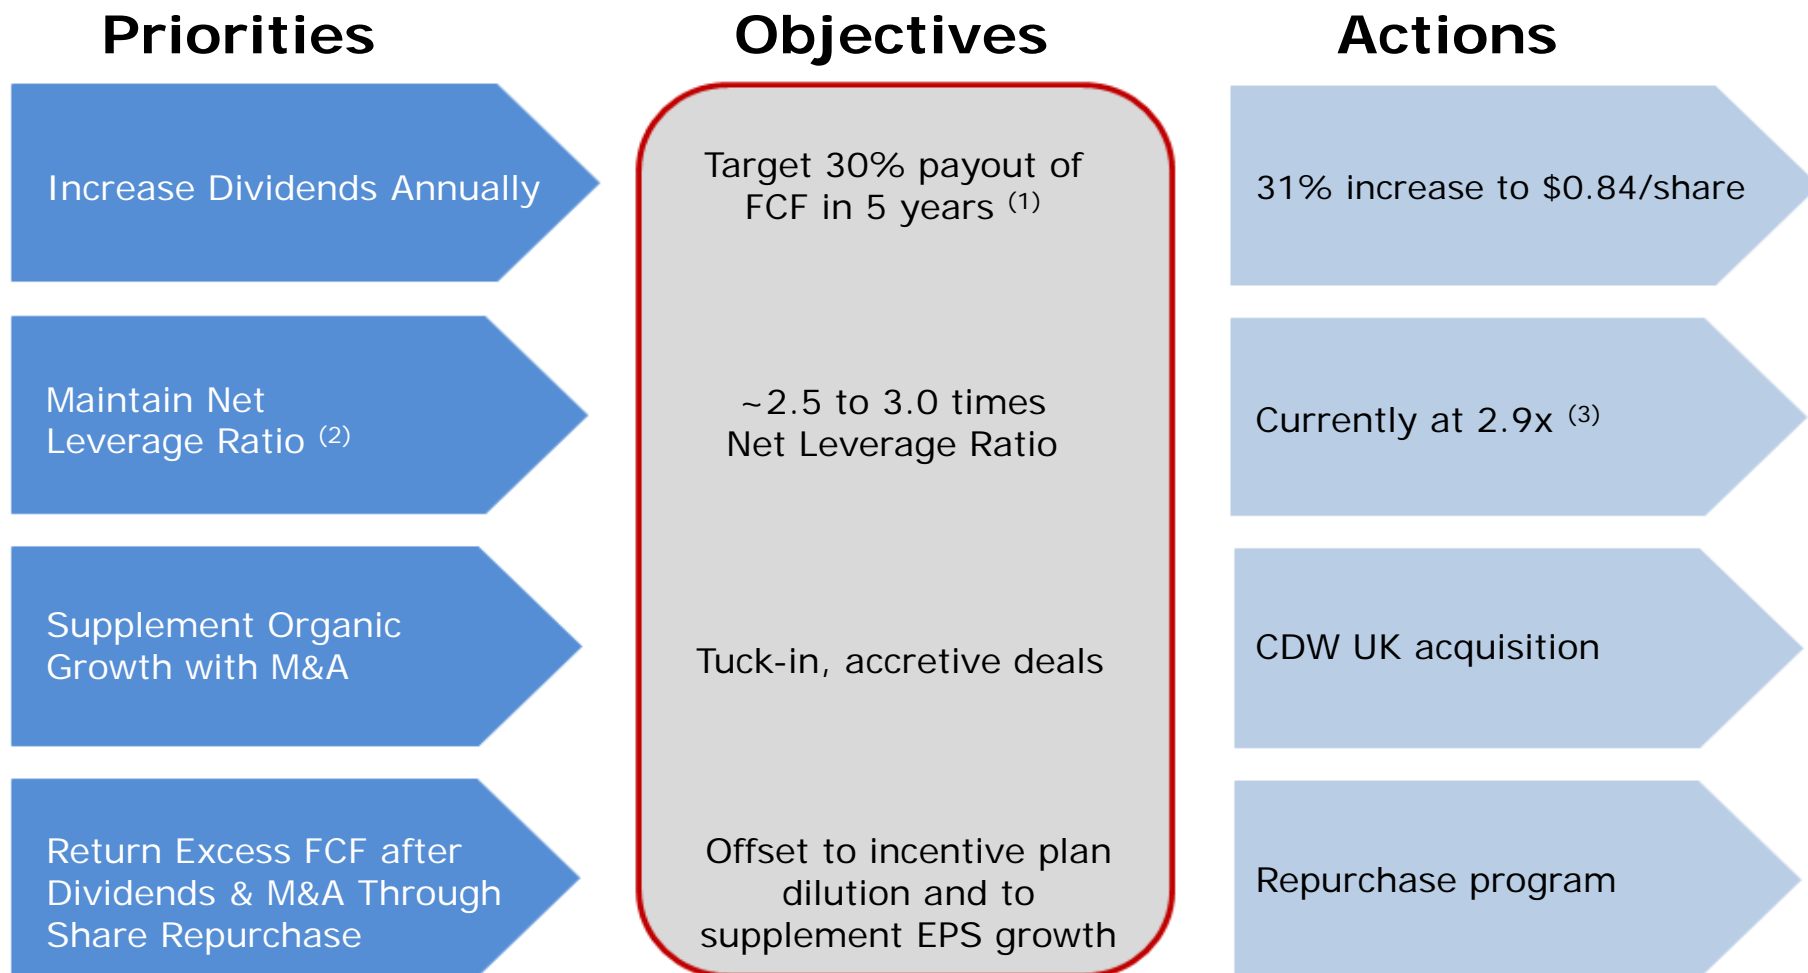 Priorities
Objectives
Actions
Increase Dividends Annually
Target 30% payout of
FCF in 5 years (1)
31% increase to $0.84/share
Maintain Net
Leverage Ratio (2)
~2.5 to 3.0 times
Net Leverage Ratio
Currently at 2.9x (3)
Supplement Organic
Growth with M&A
Tuck-in, accretive deals
CDW UK acquisition
Return Excess FCF after
Dividends & M&A Through
Share Repurchase
Offset to incentive plan
dilution and to
supplement EPS growth
Repurchase program